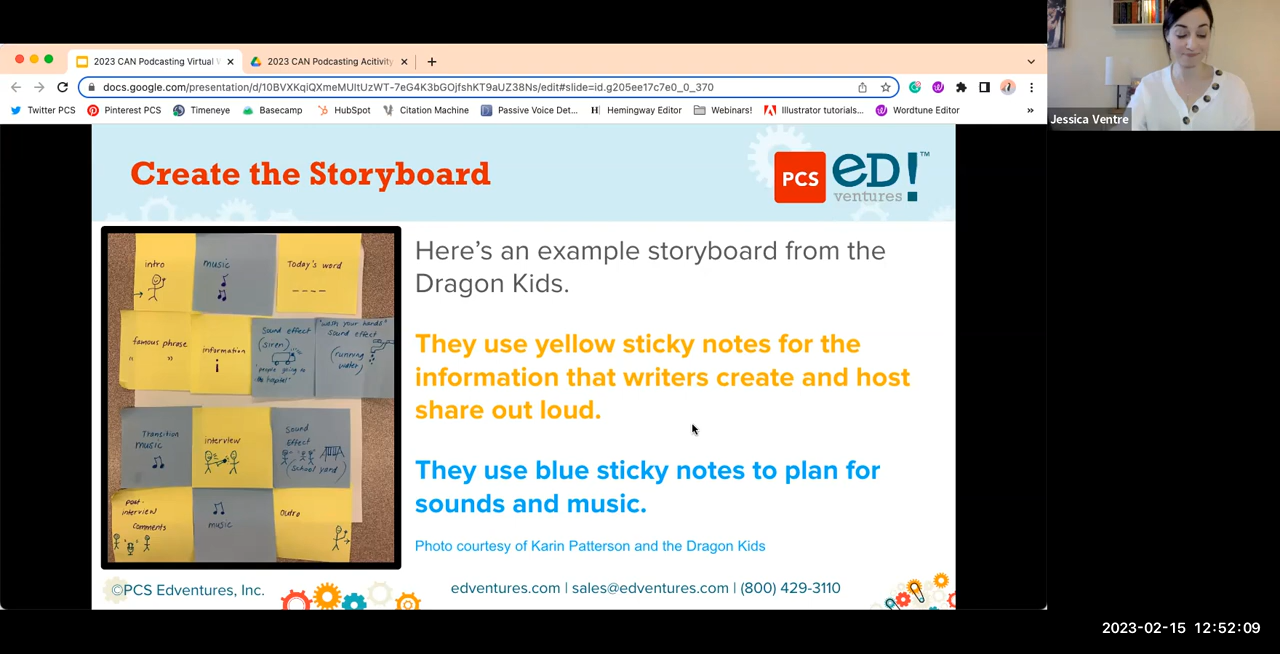 2023 CAN Podcasting Virtual
2023 CAN Podcasting Acitivity
docs.google.com/presentation/d/10BVXKqiQXmeMUltUzWT-7eG4K3bGOjfshKT9aUZ38Ns/edit#slide=id.g205ee17c7e0_0_370
Twitter PCS
Pinterest PCS
Timeneye
Basecamp
HubSpot
Citation Machine
Passive Voice Det...
Hemingway Editor
Webinars!
Illustrator tutorials...
Wordtune Editor
Jessica Ventre
Create the Storyboard
PCS
ED!™
ventures
intro
music
Today's word
famous phrase
" "
information
i
Sound effect
(siren)
"people going to
the hospital"
"wash your hands"
Sound effect
(running
water)
Transition
music
interview
Sound
Effect
(School yard)
post-
interview
comments
music
Outro
Here's an example storyboard from the
Dragon Kids.
They use yellow sticky notes for the
information that writers create and host
share out loud.
They use blue sticky notes to plan for
sounds and music.
Photo courtesy of Karin Patterson and the Dragon Kids
©PCS Edventures, Inc.
edventures.com | sales@edventures.com | (800) 429-3110
2023-02-15 12:52:09